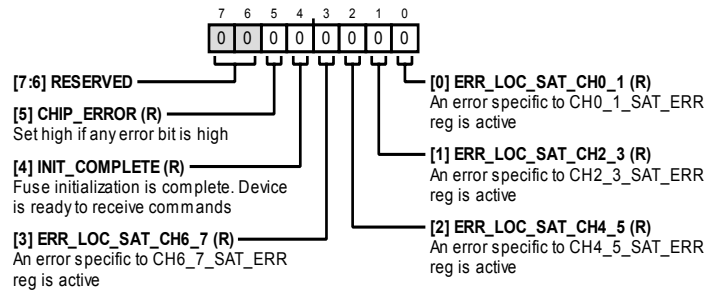 7 6 5 4 3 2 1 0
0 0 0 0 0 0 0 0
[7:6] RESERVED
[5] CHIP_ERROR (R)
Set high if any error bit is high
[4] INIT_COMPLETE (R)
Fuse initialization is complete. Device
is ready to receive commands
[3] ERR_LOC_SAT_CH6_7 (R)
An error specific to CH6_7_SAT_ERR
reg is active
[0] ERR_LOC_SAT_CH0_1 (R)
An error specific to CH0_1_SAT_ERR
reg is active
[1] ERR_LOC_SAT_CH2_3 (R)
An error specific to CH2_3_SAT_ERR
reg is active
[2] ERR_LOC_SAT_CH4_5 (R)
An error specific to CH4_5_SAT_ERR
reg is active